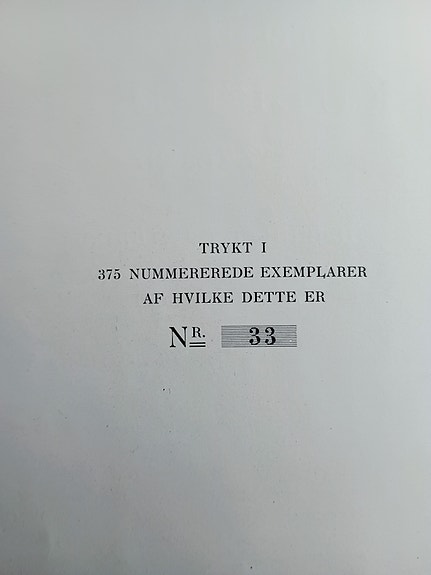 TRYKT I
375 NUMMEREREDE EXEMPLARER
AF HVILKE DETTE ER
NR. 33